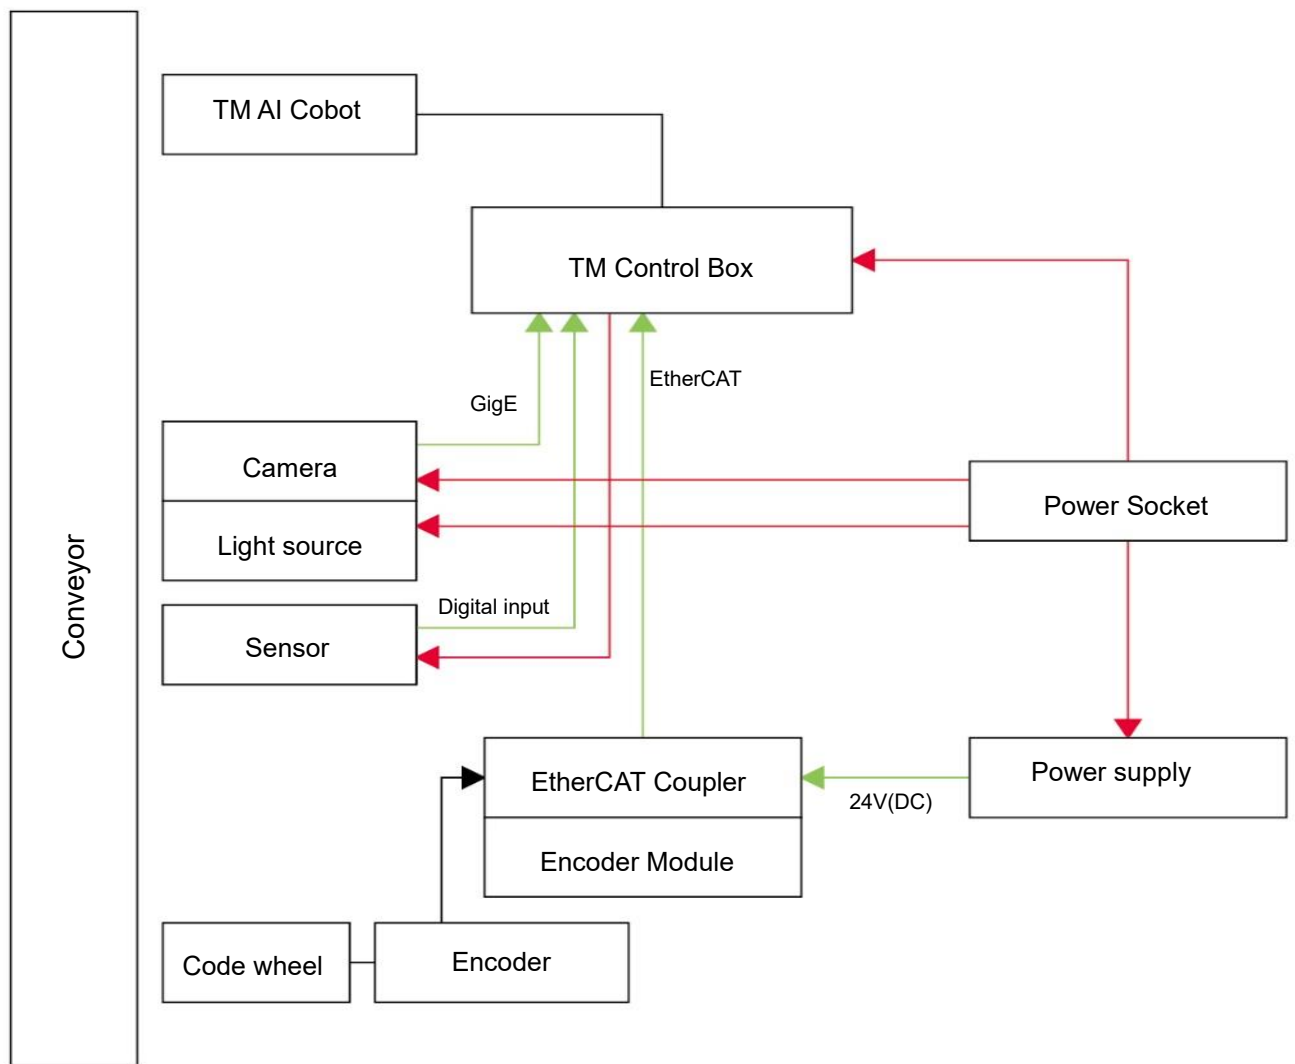 TM AI Cobot
TM Control Box
EtherCAT
GigE
Camera
Power Socket
Light source
Conveyor
Digital input
Sensor
EtherCAT Coupler
Power supply
24V(DC)
Encoder Module
Code wheel
Encoder